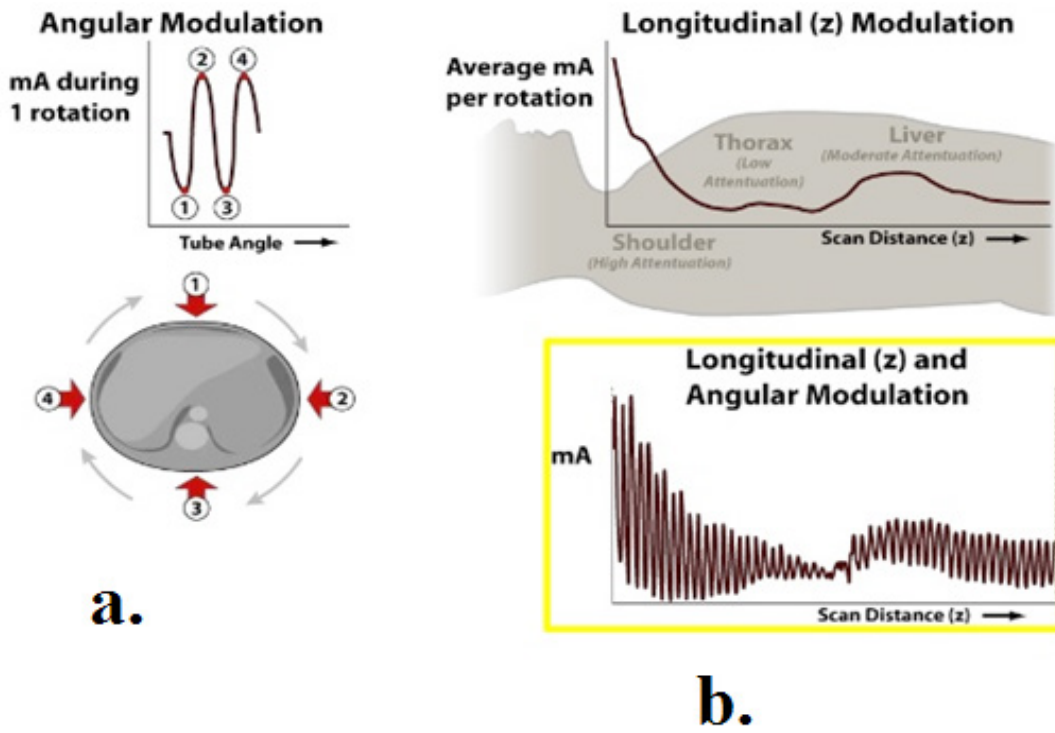 Angular Modulation
mA during
1 rotation
2
4
1
3
Tube Angle
1
4
2
3
a.
Longitudinal (z) Modulation
Average mA
per rotation
Thorax
(Low
Attentuation)
Liver
(Moderate Attentuation)
Shoulder
(High Attentuation)
Scan Distance (z)
Longitudinal (z) and
Angular Modulation
mA
Scan Distance (z)
b.